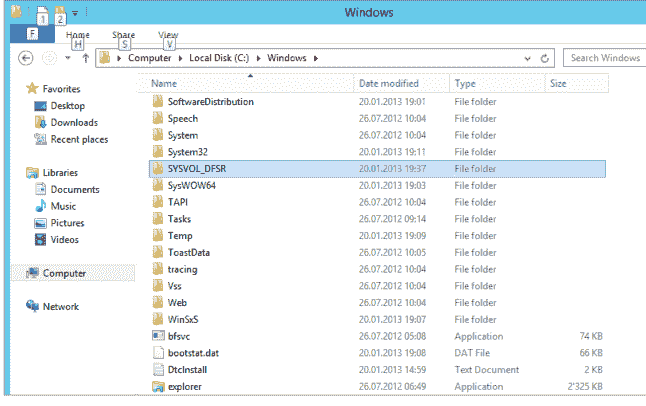 Windows
1 2
F Home Share View
H S V
Computer Local Disk (C:) Windows Search Windows
Name Date modified Type Size
Favorites
Desktop
Downloads
Recent places
Libraries
Documents
Music
Pictures
Videos
Computer
Network
SoftwareDistribution 20.01.2013 19:01 File folder
Speech 26.07.2012 10:04 File folder
System 26.07.2012 10:04 File folder
System32 20.01.2013 19:11 File folder
SYSVOL_DFSR 20.01.2013 19:37 File folder
SysWOW64 20.01.2013 19:03 File folder
TAPI 26.07.2012 10:04 File folder
Tasks 26.07.2012 09:14 File folder
Temp 20.01.2013 19:09 File folder
ToastData 26.07.2012 10:05 File folder
tracing 26.07.2012 10:04 File folder
Vss 26.07.2012 10:04 File folder
Web 26.07.2012 10:04 File folder
WinSxS 20.01.2013 19:07 File folder
bfsvc 26.07.2012 05:08 Application 74 KB
bootstat.dat 20.01.2013 19:08 DAT File 66 KB
DtcInstall 20.01.2013 14:59 Text Document 2 KB
explorer 26.07.2012 06:49 Application 2'325 KB